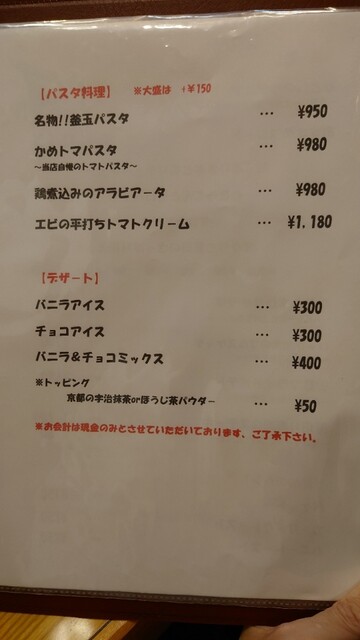 【パスタ料理】 ※大盛は +¥150
名物!!釜玉パスタ … ¥950
かめトマパスタ … ¥980
～当店自慢のトマトパスタ～
鶏煮込みのアラビアータ … ¥980
エビの平打ちトマトクリーム … ¥1,180
【デザート】
バニラアイス … ¥300
チョコアイス … ¥300
バニラ&チョコミックス … ¥400
※トッピング
京都の宇治抹茶orほうじ茶パウダー … ¥50
※お会計は現金のみとさせていただいております、ご了承下さい。